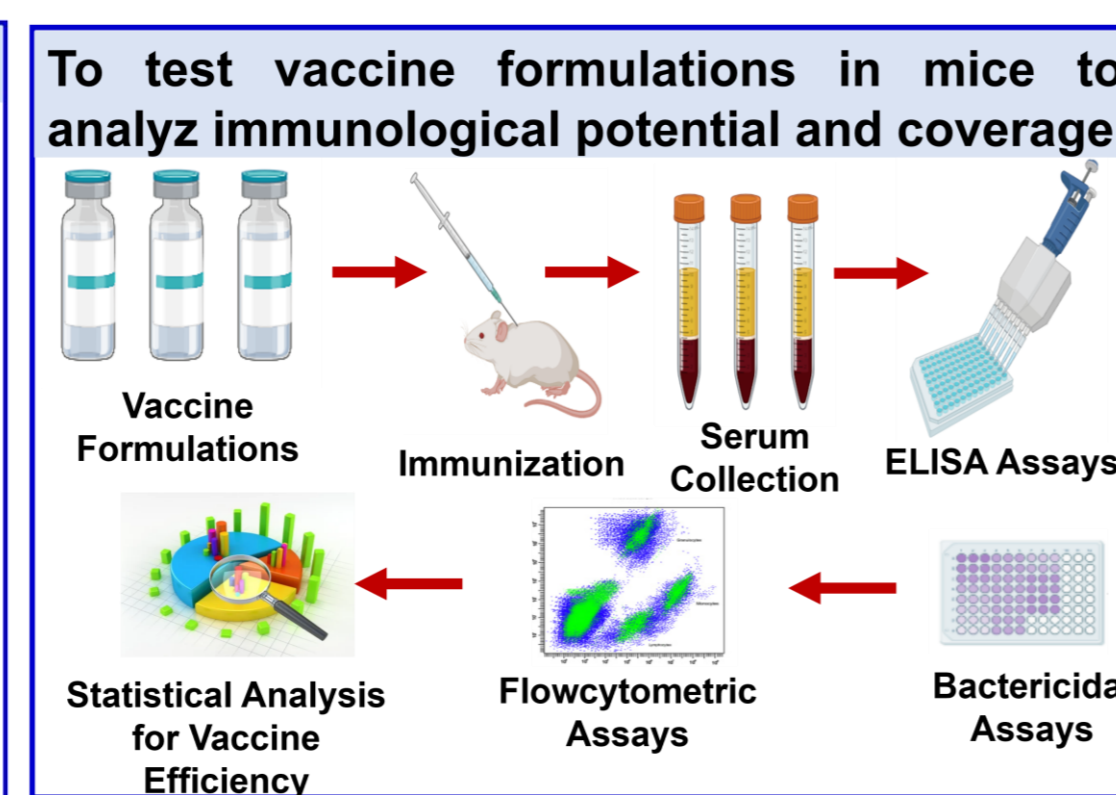 To test vaccine formulations in mice to
analyz immunological potential and coverage
Vaccine
Formulations
Immunization
Serum
Collection
ELISA Assays
Statistical Analysis
for Vaccine
Efficiency
Flowcytometric
Assays
Bactericida
Assays